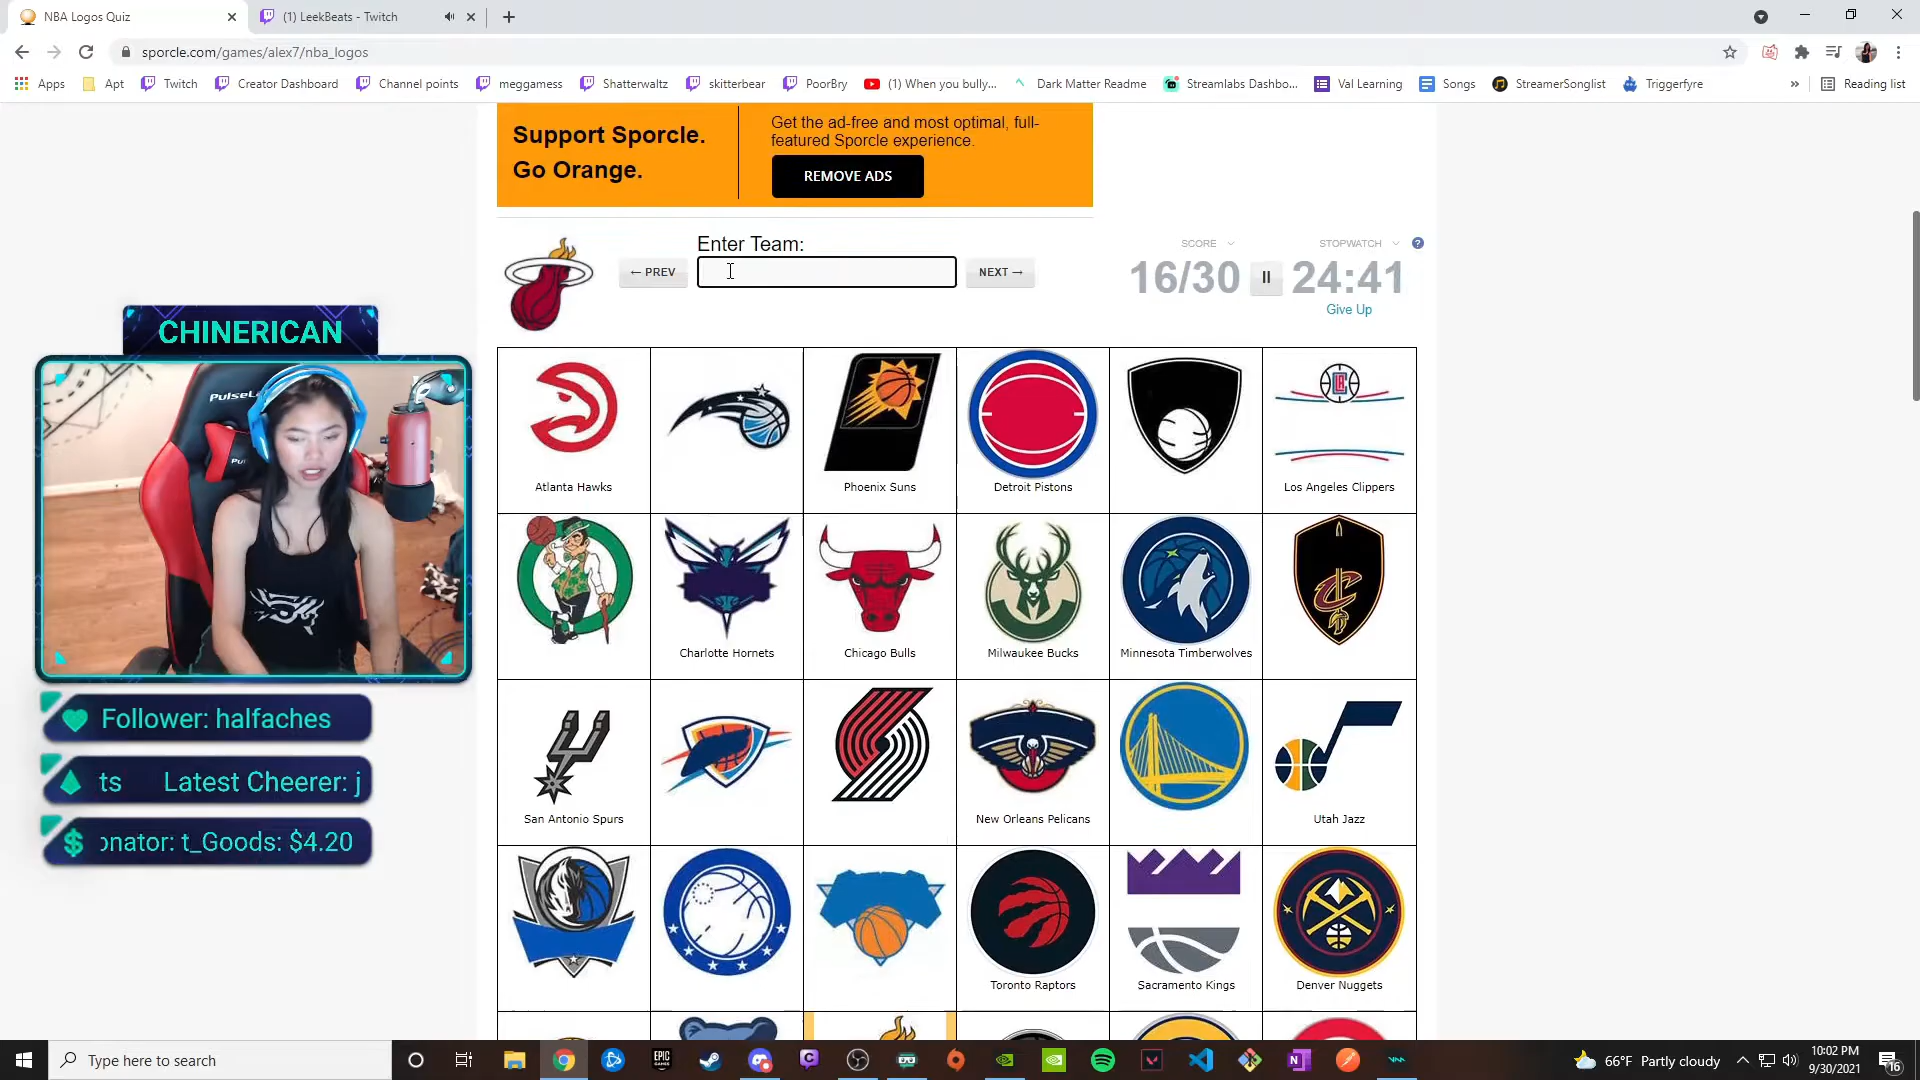 NBA Logos Quiz
(1) LeekBeats - Twitch
sporcle.com/games/alex7/nba_logos
Apps
Apt
Twitch
Creator Dashboard
Channel points
meggamess
Shatterwaltz
skitterbear
PoorBry
(1) When you bully...
Dark Matter Readme
Streamlabs Dashbo...
Val Learning
Songs
StreamerSonglist
Triggerfyre
»
Reading list
Support Sporcle.
Go Orange.
Get the ad-free and most optimal, full-
featured Sporcle experience.
REMOVE ADS
Enter Team:
← PREV
NEXT →
SCORE
16/30
STOPWATCH
?
24:41
Give Up
CHINERICAN
PulseLa
Pu
Follower: halfaches
ts Latest Cheerer: j
onator: t_Goods: $4.20
Atlanta Hawks
Phoenix Suns
Detroit Pistons
Los Angeles Clippers
Charlotte Hornets
Chicago Bulls
Milwaukee Bucks
Minnesota Timberwolves
San Antonio Spurs
New Orleans Pelicans
Utah Jazz
Toronto Raptors
Sacramento Kings
Denver Nuggets
Type here to search
EPIC
GAMES
66°F Partly cloudy
10:02 PM
9/30/2021
16